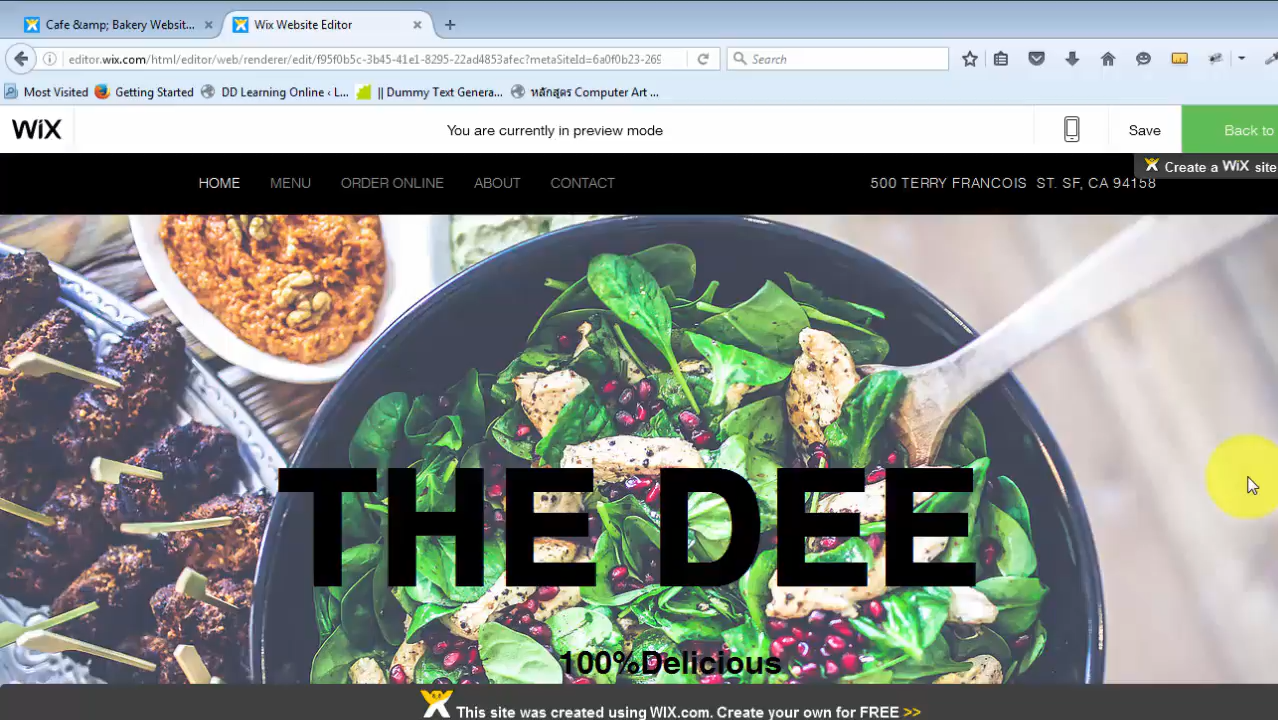 Cafe &amp; Bakery Websit...
Wix Website Editor
editor.wix.com/html/editor/web/renderer/edit/f95f0b5c-3b45-41e1-8295-22ad4853afec?metaSiteId=6a0f0b23-269
Search
Most Visited
Getting Started
DD Learning Online ‹ L...
|| Dummy Text Genera...
หลักสูตร Computer Art ...
WiX
You are currently in preview mode
Save
Back to
Create a WiX site
HOME MENU ORDER ONLINE ABOUT CONTACT
500 TERRY FRANCOIS ST. SF, CA 94158
THE DEE
100%Delicious
This site was created using WIX.com. Create your own for FREE >>